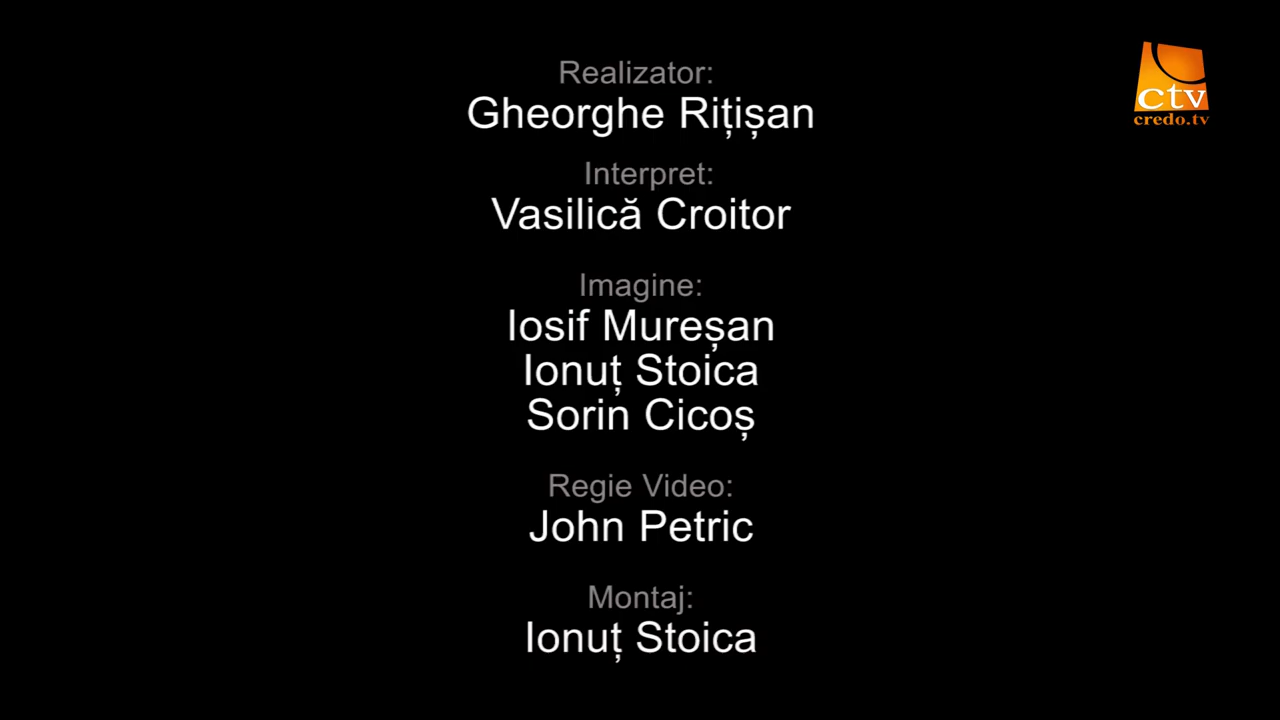 Realizator:
Gheorghe Rițișan
Interpret:
Vasilică Croitor
Imagine:
Iosif Mureșan
Ionuț Stoica
Sorin Cicoș
Regie Video:
John Petric
Montaj:
Ionuț Stoica
ctv
credo.tv